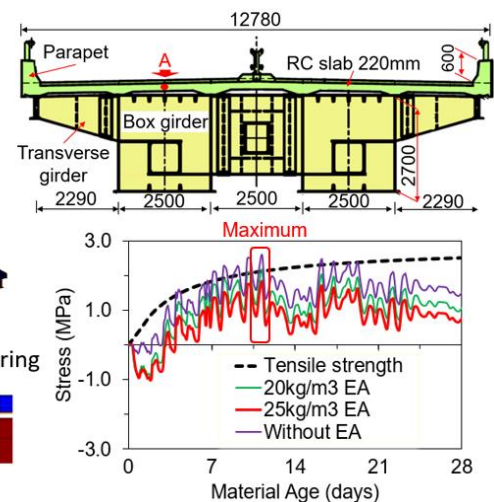 12780
Parapet
A
RC slab 220mm
600
Box girder
Transverse
girder
2700
2290 2500 2500 2500 2290
Maximum
3.0
1.0
-1.0
-3.0
Stress (MPa)
Tensile strength
20kg/m3 EA
25kg/m3 EA
Without EA
0 7 14 21 28
Material Age (days)
ring